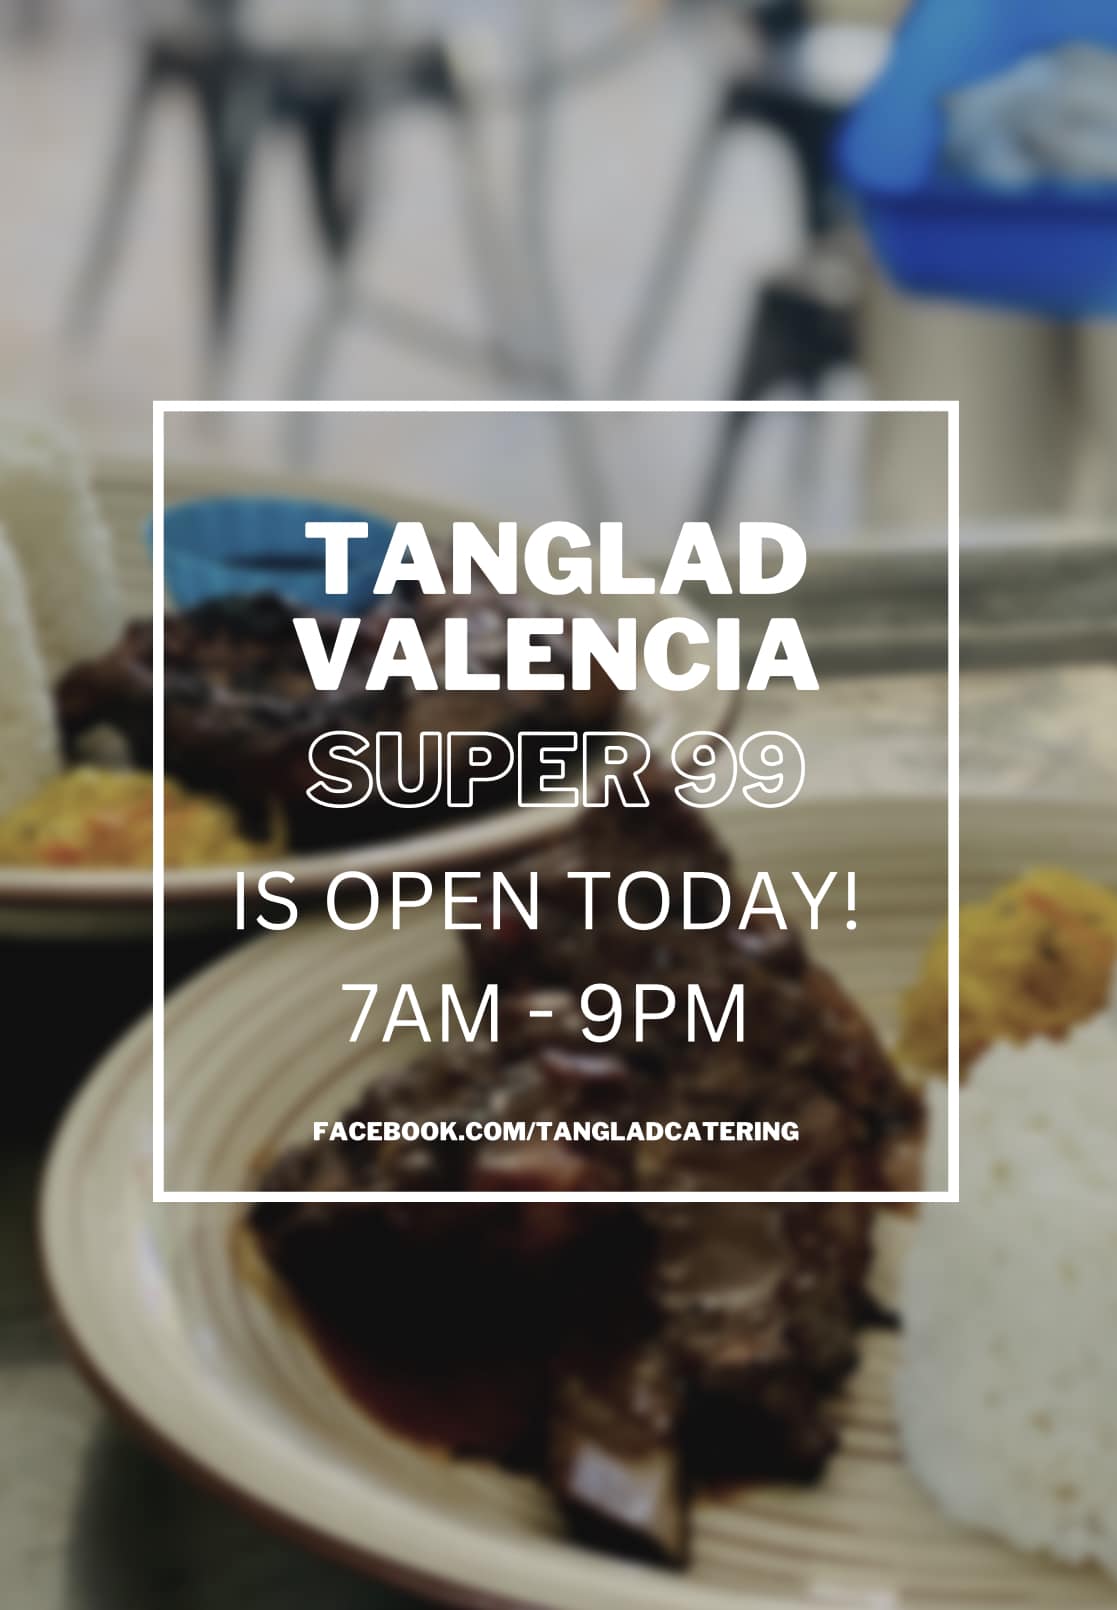 TANGLAD
VALENCIA
SUPER 99
IS OPEN TODAY!
7AM - 9PM
FACEBOOK.COM/TANGLADCATERING